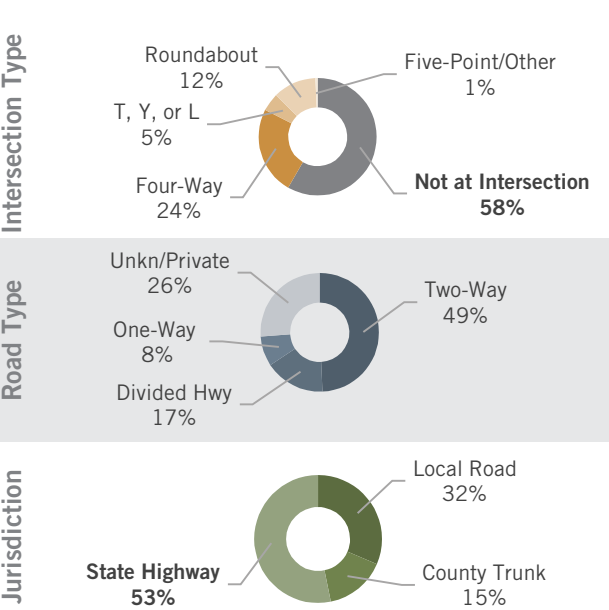 Intersection Type
Roundabout
12%
Five-Point/Other
1%
T, Y, or L
5%
Four-Way
24%
Not at Intersection
58%
Road Type
Unkn/Private
26%
Two-Way
49%
One-Way
8%
Divided Hwy
17%
Jurisdiction
Local Road
32%
State Highway
53%
County Trunk
15%